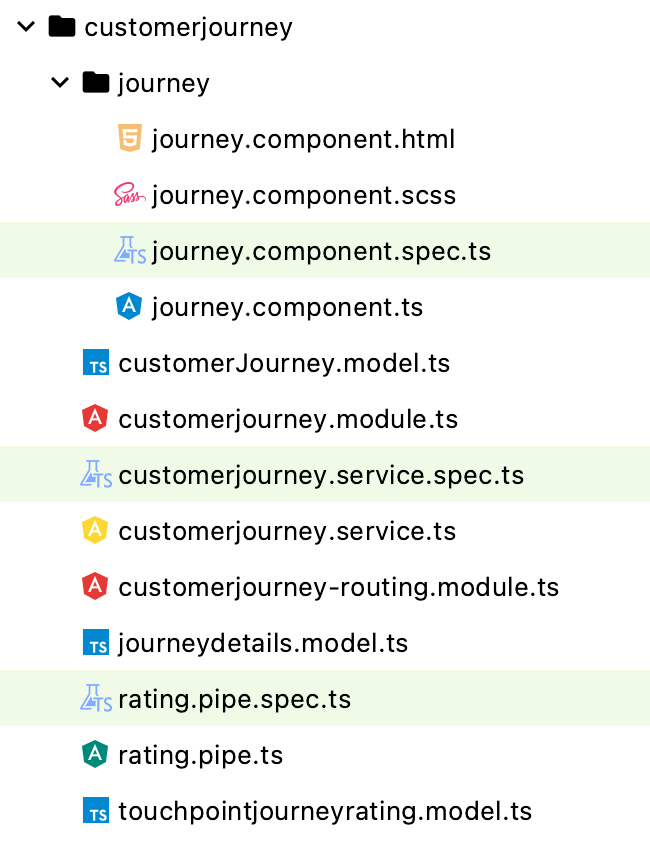 customerjourney
journey
journey.component.html
journey.component.scss
journey.component.spec.ts
journey.component.ts
customerJourney.model.ts
customerjourney.module.ts
customerjourney.service.spec.ts
customerjourney.service.ts
customerjourney-routing.module.ts
journeydetails.model.ts
rating.pipe.spec.ts
rating.pipe.ts
touchpointjourneyrating.model.ts